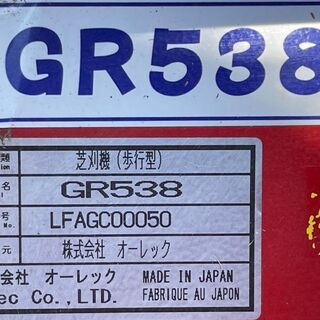 GR538
類 芝刈機（歩行型）
名 GR538
号 No. LFAGC00050
元 株式会社 オーレック
会社 オーレック MADE IN JAPAN
ec Co.,LTD. FABRIQUE AU JAPON